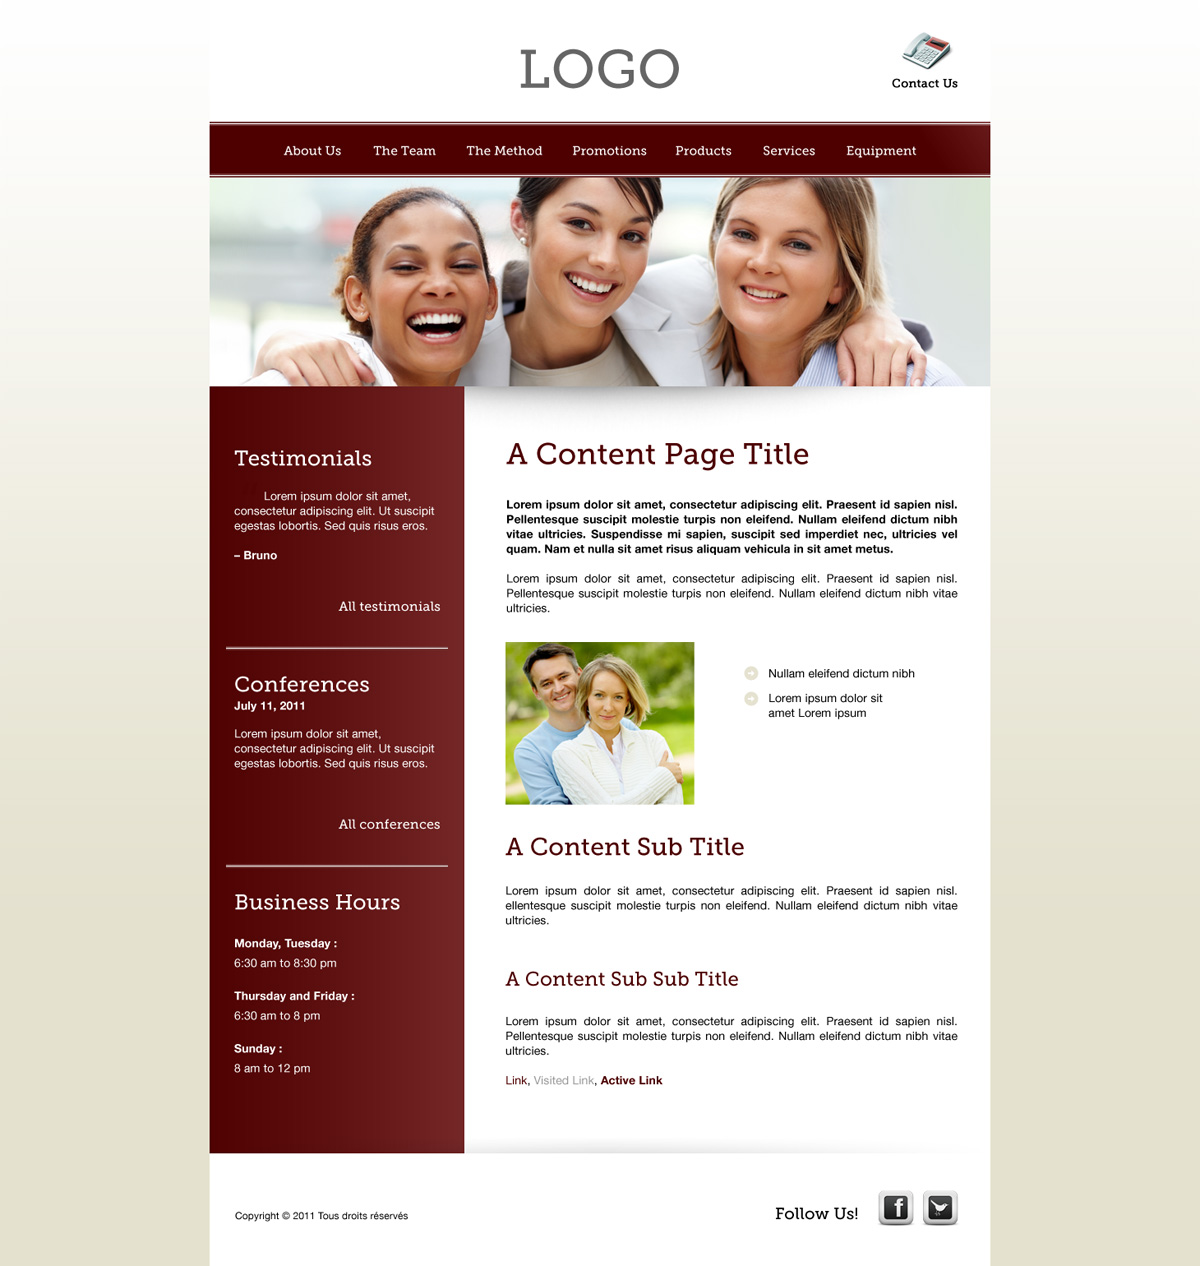 LOGO
Contact Us
About Us The Team The Method Promotions Products Services Equipment
Testimonials
Lorem ipsum dolor sit amet,
consectetur adipiscing elit. Ut suscipit
egestas lobortis. Sed quis risus eros.
– Bruno
All testimonials
Conferences
July 11, 2011
Lorem ipsum dolor sit amet,
consectetur adipiscing elit. Ut suscipit
egestas lobortis. Sed quis risus eros.
All conferences
Business Hours
Monday, Tuesday :
6:30 am to 8:30 pm
Thursday and Friday :
6:30 am to 8 pm
Sunday :
8 am to 12 pm
A Content Page Title
Lorem ipsum dolor sit amet, consectetur adipiscing elit. Praesent id sapien nisl.
Pellentesque suscipit molestie turpis non eleifend. Nullam eleifend dictum nibh
vitae ultricies. Suspendisse mi sapien, suscipit sed imperdiet nec, ultricies vel
quam. Nam et nulla sit amet risus aliquam vehicula in sit amet metus.
Lorem ipsum dolor sit amet, consectetur adipiscing elit. Praesent id sapien nisl.
Pellentesque suscipit molestie turpis non eleifend. Nullam eleifend dictum nibh vitae
ultricies.
Nullam eleifend dictum nibh
Lorem ipsum dolor sit
amet Lorem ipsum
A Content Sub Title
Lorem ipsum dolor sit amet, consectetur adipiscing elit. Praesent id sapien nisl.
ellentesque suscipit molestie turpis non eleifend. Nullam eleifend dictum nibh vitae
ultricies.
A Content Sub Sub Title
Lorem ipsum dolor sit amet, consectetur adipiscing elit. Praesent id sapien nisl.
Pellentesque suscipit molestie turpis non eleifend. Nullam eleifend dictum nibh vitae
ultricies.
Link, Visited Link, Active Link
Copyright © 2011 Tous droits réservés
Follow Us! f